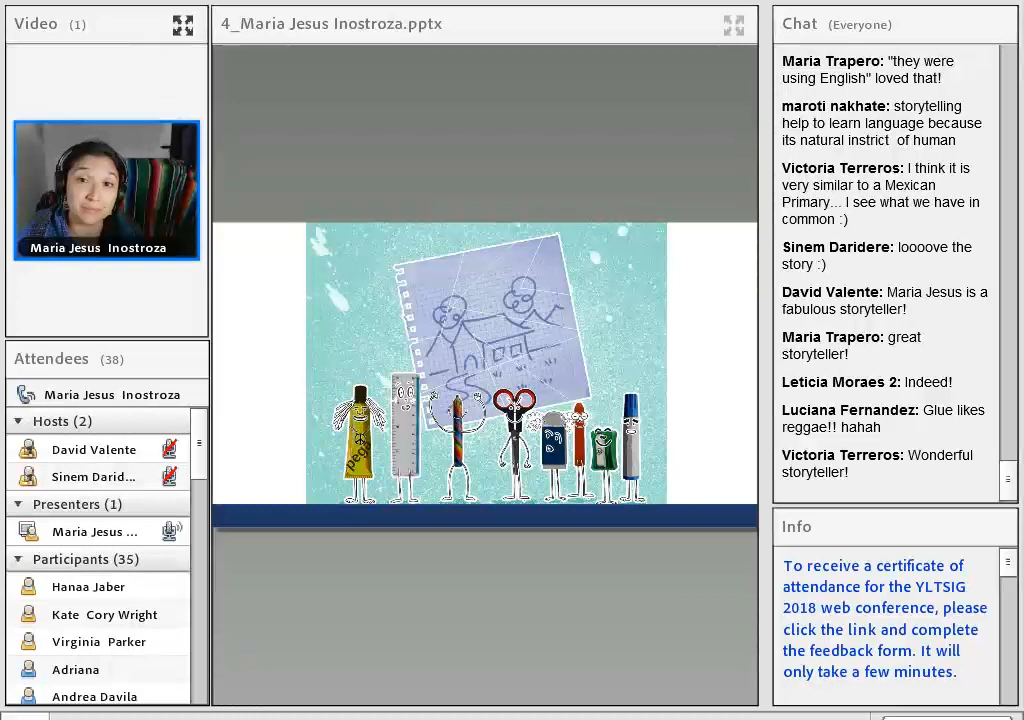 Video (1)
Maria Jesus Inostroza
Attendees (38)
Maria Jesus Inostroza
Hosts (2)
David Valente
Sinem Darid...
Presenters (1)
Maria Jesus ...
Participants (35)
Hanaa Jaber
Kate Cory Wright
Virginia Parker
Adriana
Andrea Davila
4_Maria Jesus Inostroza.pptx
pega
Chat (Everyone)
Maria Trapero: "they were
using English" loved that!
maroti nakhate: storytelling
help to learn language because
its natural instrict of human
Victoria Terreros: I think it is
very similar to a Mexican
Primary... I see what we have in
common :)
Sinem Daridere: loooove the
story :)
David Valente: Maria Jesus is a
fabulous storyteller!
Maria Trapero: great
storyteller!
Leticia Moraes 2: Indeed!
Luciana Fernandez: Glue likes
reggae!! hahah
Victoria Terreros: Wonderful
storyteller!
Info
To receive a certificate of
attendance for the YLTSIG
2018 web conference, please
click the link and complete
the feedback form. It will
only take a few minutes.